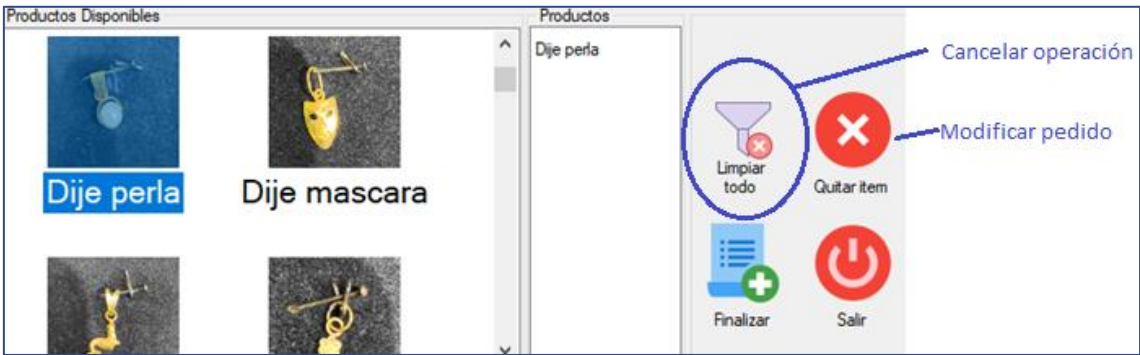 Productos Disponibles
Productos
Dije perla
Cancelar operación
Modificar pedido
Limpiar
todo
Quitar item
Dije perla
Dije mascara
Finalizar
Salir